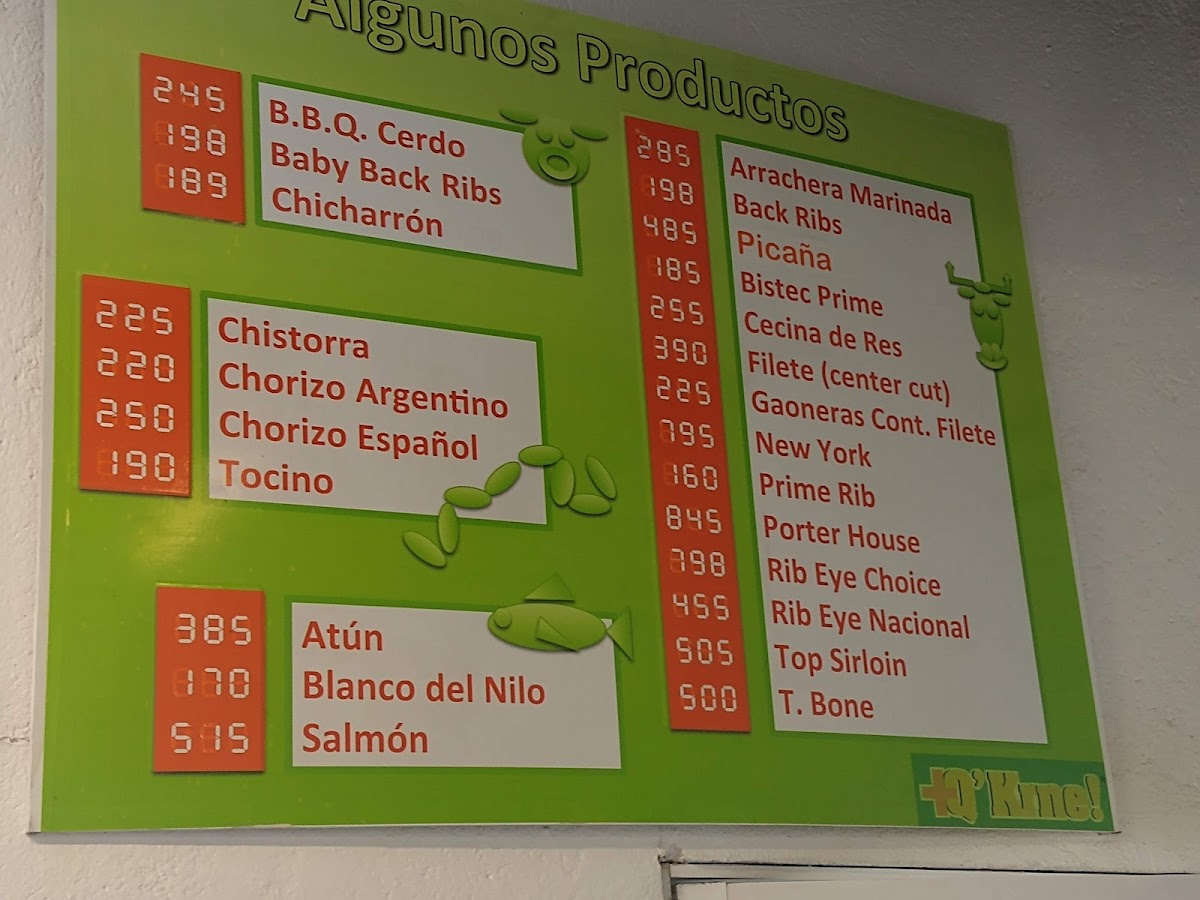 Algunos Productos
245 B.B.Q. Cerdo
198 Baby Back Ribs
189 Chicharrón
225 Chistorra
220 Chorizo Argentino
250 Chorizo Español
190 Tocino
385 Atún
170 Blanco del Nilo
515 Salmón
285 Arrachera Marinada
198 Back Ribs
485 Picaña
185 Bistec Prime
255 Cecina de Res
390 Filete (center cut)
225 Gaoneras Cont. Filete
795 New York
160 Prime Rib
845 Porter House
798 Rib Eye Choice
455 Rib Eye Nacional
505 Top Sirloin
500 T. Bone
+Q'Krne!